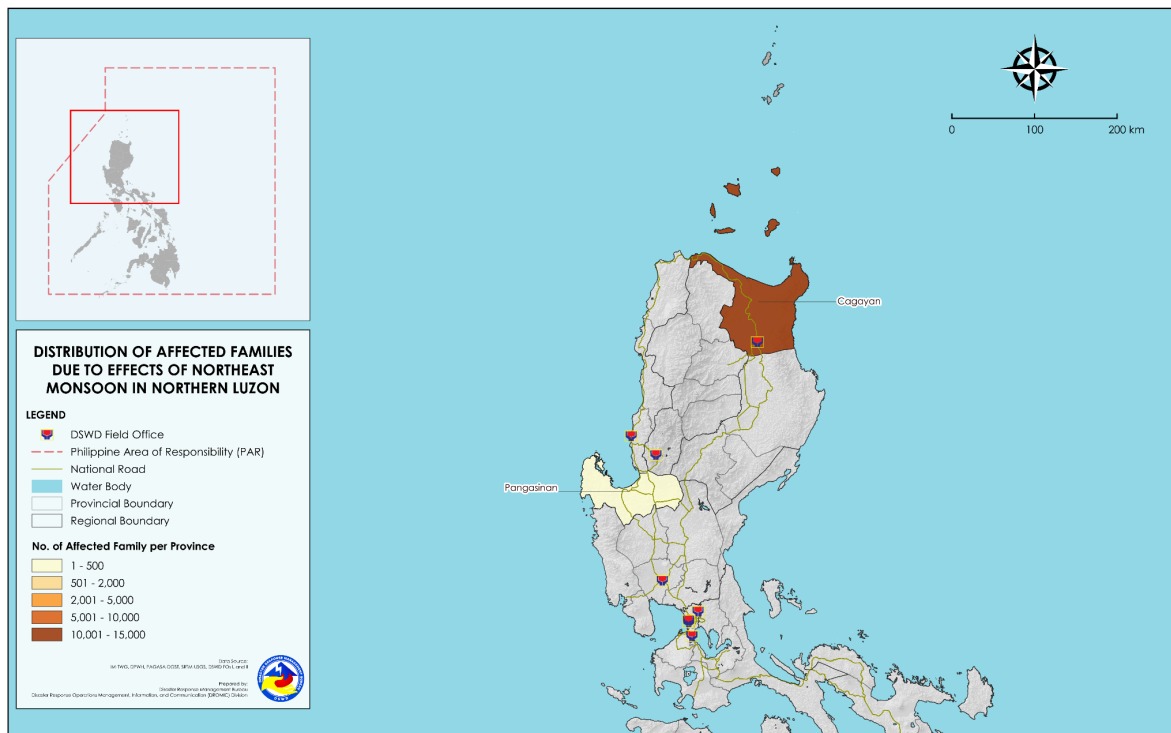 0 100 200 km
Cagayan
Pangasinan
DISTRIBUTION OF AFFECTED FAMILIES
DUE TO EFFECTS OF NORTHEAST
MONSOON IN NORTHERN LUZON
LEGEND
DSWD Field Office
Philippine Area of Responsibility (PAR)
National Road
Water Body
Provincial Boundary
Regional Boundary
No. of Affected Family per Province
1 - 500
501 - 2,000
2,001 - 5,000
5,001 - 10,000
10,001 - 15,000
Data Source:
Prepared by:
Disaster Response Management Bureau
Disaster Response Operations Management, Information, and Communication (DROMIC) Division